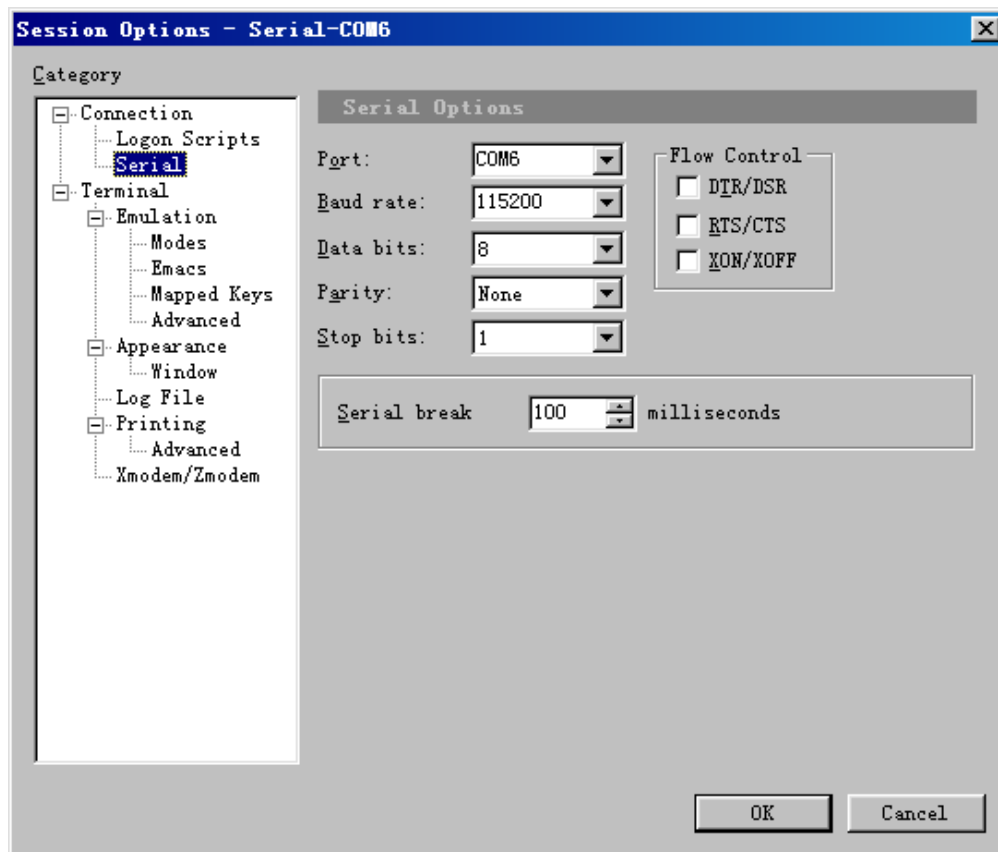 Session Options - Serial-COM6
Category
Connection
Logon Scripts
Serial
Terminal
Emulation
Modes
Emacs
Mapped Keys
Advanced
Appearance
Window
Log File
Printing
Advanced
Xmodem/Zmodem
Serial Options
Port: COM6
Baud rate: 115200
Data bits: 8
Parity: None
Stop bits: 1
Flow Control
DTR/DSR
RTS/CTS
XON/XOFF
Serial break 100 milliseconds
OK Cancel